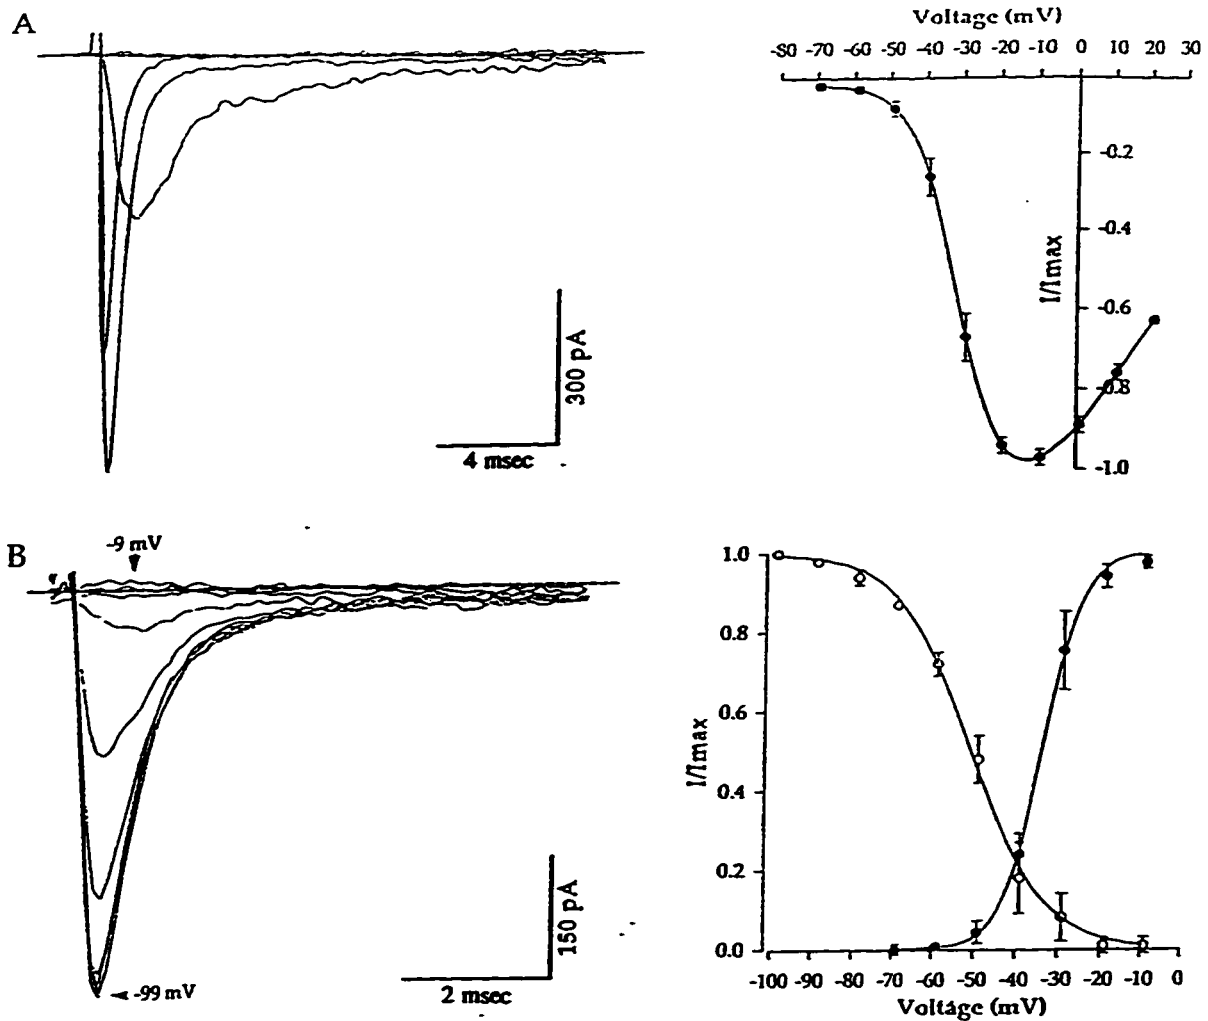 A
300 pA
4 msec
Voltage (mV)
-80 -70 -60 -50 -40 -30 -20 -10 0 10 20 30
-0.2
-0.4
-0.6
-0.8
-1.0
I/Imax
B
-9 mV
-99 mV
150 pA
2 msec
1.0
0.8
0.6
0.4
0.2
0.0
I/Imax
-100 -90 -80 -70 -60 -50 -40 -30 -20 -10 0
Voltage (mV)